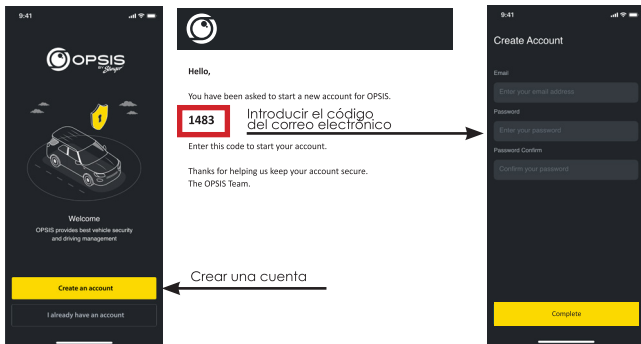 9:41
OPSIS
BY Stinger
Welcome
OPSIS provides best vehicle security
and driving management
Create an account
I already have an account
Hello,
You have been asked to start a new account for OPSIS.
1483
Introducir el código
del correo electrónico
Enter this code to start your account.
Thanks for helping us keep your account secure.
The OPSIS Team.
Crear una cuenta
9:41
Create Account
Email
Enter your email address
Password
Enter your password
Password Confirm
Confirm your password
Complete